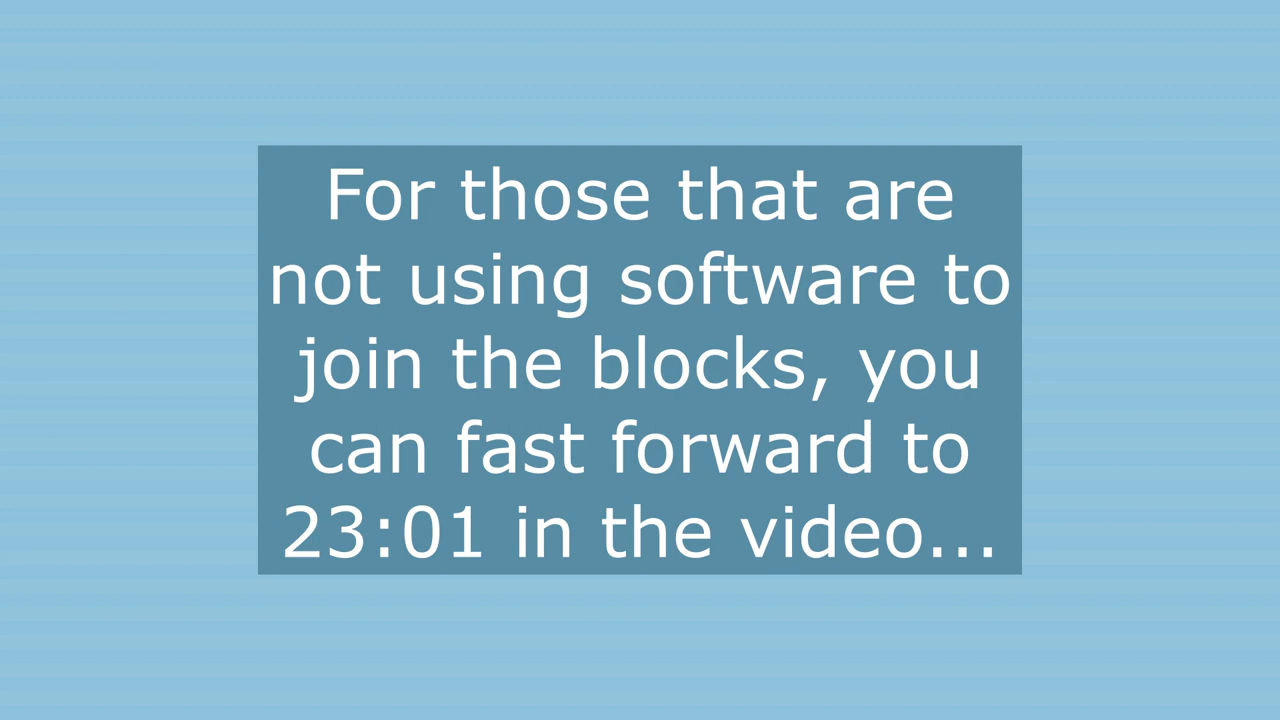 For those that are
not using software to
join the blocks, you
can fast forward to
23:01 in the video...